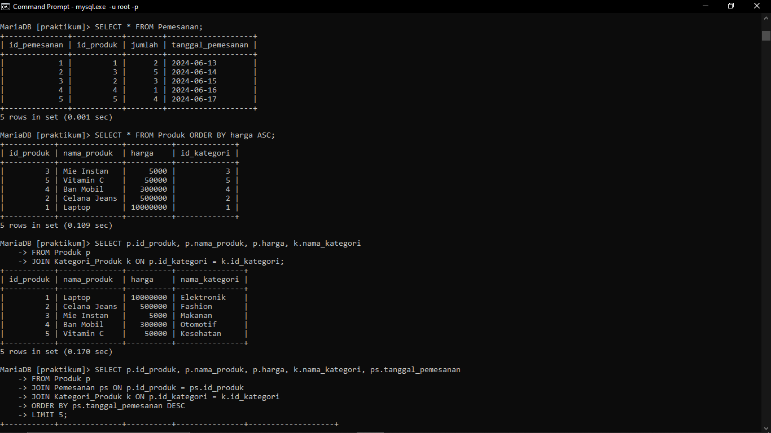 Command Prompt - mysql.exe -u root -p
MariaDB [praktikum]> SELECT * FROM Pemesanan;
+--------------+-----------+--------+-------------------+
| id_pemesanan | id_produk | jumlah | tanggal_pemesanan |
+--------------+-----------+--------+-------------------+
|            1 |         1 |      2 | 2024-06-13        |
|            2 |         3 |      5 | 2024-06-14        |
|            3 |         2 |      3 | 2024-06-15        |
|            4 |         4 |      1 | 2024-06-16        |
|            5 |         5 |      4 | 2024-06-17        |
+--------------+-----------+--------+-------------------+
5 rows in set (0.001 sec)
MariaDB [praktikum]> SELECT * FROM Produk ORDER BY harga ASC;
+-----------+--------------+----------+-------------+
| id_produk | nama_produk  | harga    | id_kategori |
+-----------+--------------+----------+-------------+
|         3 | Mie Instan   |     5000 |           3 |
|         5 | Vitamin C    |    50000 |           5 |
|         4 | Ban Mobil    |   300000 |           4 |
|         2 | Celana Jeans |   500000 |           2 |
|         1 | Laptop       | 10000000 |           1 |
+-----------+--------------+----------+-------------+
5 rows in set (0.109 sec)
MariaDB [praktikum]> SELECT p.id_produk, p.nama_produk, p.harga, k.nama_kategori
    -> FROM Produk p
    -> JOIN Kategori_Produk k ON p.id_kategori = k.id_kategori;
+-----------+--------------+----------+---------------+
| id_produk | nama_produk  | harga    | nama_kategori |
+-----------+--------------+----------+---------------+
|         1 | Laptop       | 10000000 | Elektronik    |
|         2 | Celana Jeans |   500000 | Fashion       |
|         3 | Mie Instan   |     5000 | Makanan       |
|         4 | Ban Mobil    |   300000 | Otomotif      |
|         5 | Vitamin C    |    50000 | Kesehatan     |
+-----------+--------------+----------+---------------+
5 rows in set (0.170 sec)
MariaDB [praktikum]> SELECT p.id_produk, p.nama_produk, p.harga, k.nama_kategori, ps.tanggal_pemesanan
    -> FROM Produk p
    -> JOIN Pemesanan ps ON p.id_produk = ps.id_produk
    -> JOIN Kategori_Produk k ON p.id_kategori = k.id_kategori
    -> ORDER BY ps.tanggal_pemesanan DESC
    -> LIMIT 5;
+-----------+--------------+----------+---------------+-------------------+